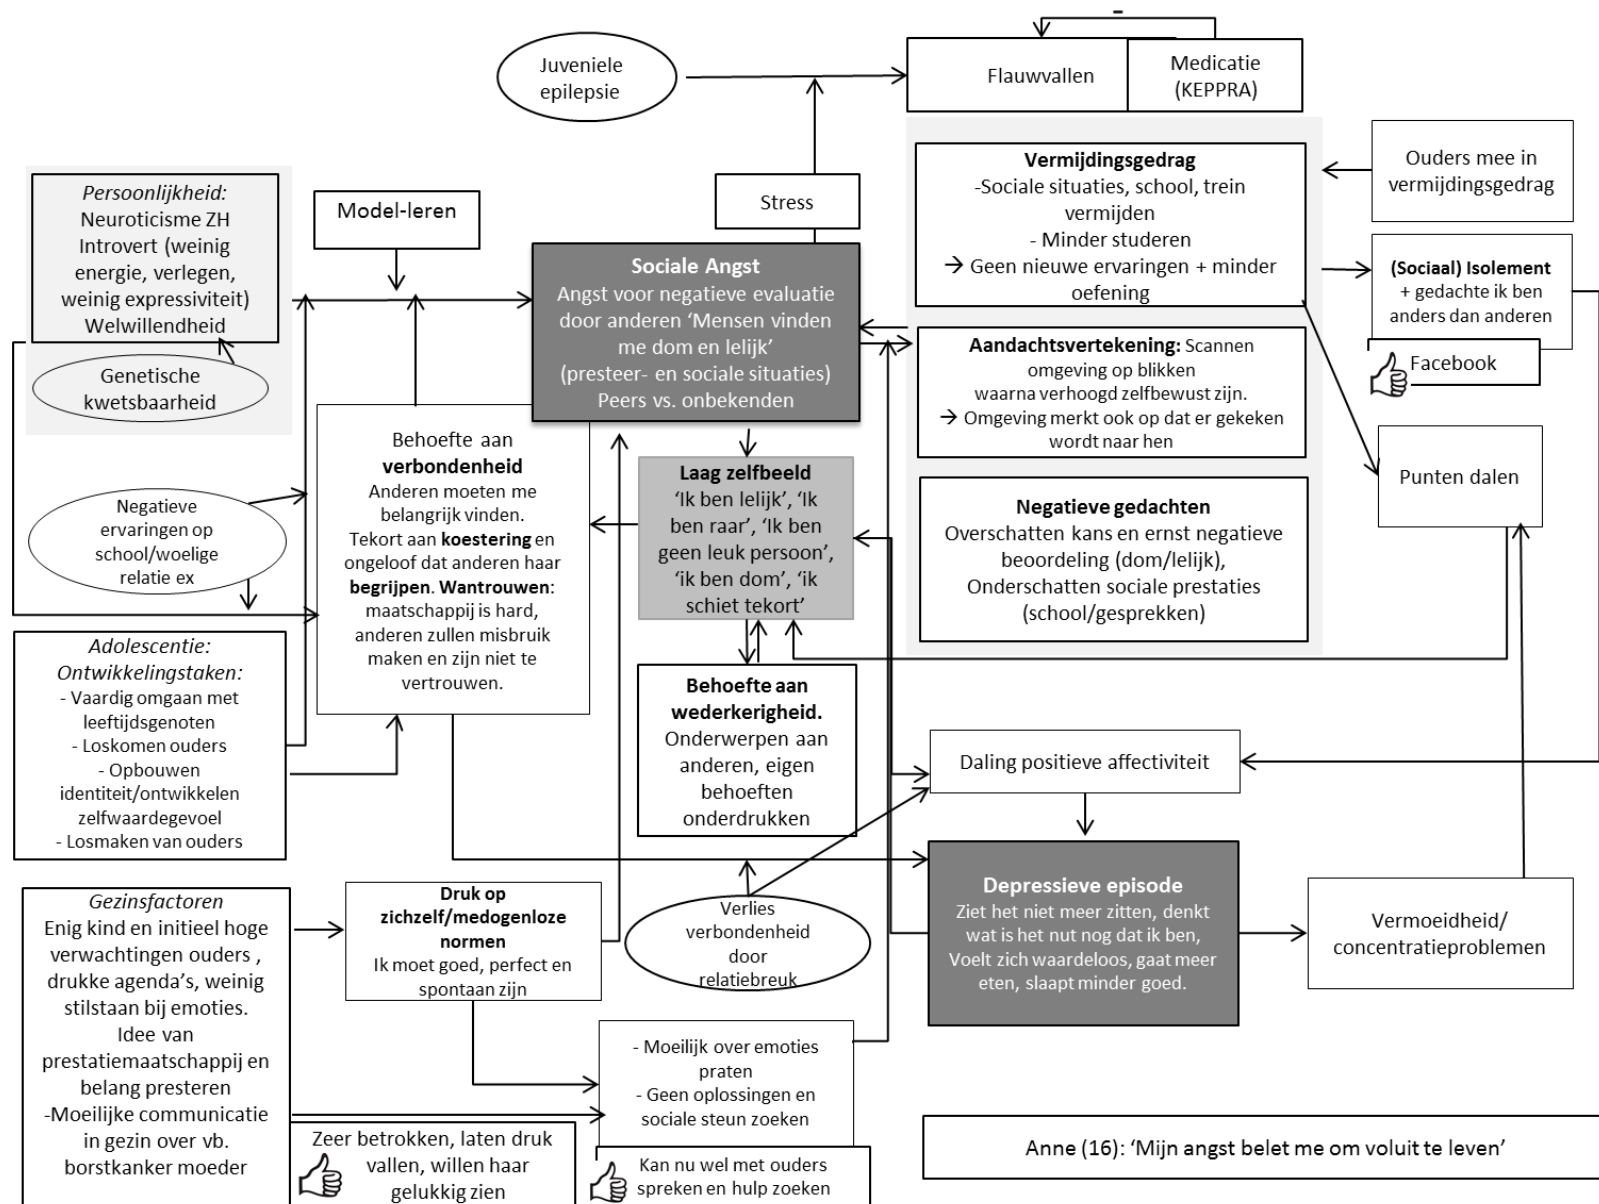 -
Juveniele
epilepsie
Flauwvallen
Medicatie
(KEPPRA)
Persoonlijkheid:
Neuroticisme ZH
Introvert (weinig
energie, verlegen,
weinig expressiviteit)
Welwillendheid
Genetische
kwetsbaarheid
Model-leren
Stress
Sociale Angst
Angst voor negatieve evaluatie
door anderen ‘Mensen vinden
me dom en lelijk’
(presteer- en sociale situaties)
Peers vs. onbekenden
Vermijdingsgedrag
-Sociale situaties, school, trein
vermijden
- Minder studeren
→ Geen nieuwe ervaringen + minder
oefening
Ouders mee in
vermijdingsgedrag
(Sociaal) Isolement
+ gedachte ik ben
anders dan anderen
Facebook
Aandachtsvertekening: Scannen
omgeving op blikken
waarna verhoogd zelfbewust zijn.
→ Omgeving merkt ook op dat er gekeken
wordt naar hen
Negatieve gedachten
Overschatten kans en ernst negatieve
beoordeling (dom/lelijk),
Onderschatten sociale prestaties
(school/gesprekken)
Punten dalen
Negatieve
ervaringen op
school/woelige
relatie ex
Behoefte aan
verbondenheid
Anderen moeten me
belangrijk vinden.
Tekort aan koestering en
ongeloof dat anderen haar
begrijpen. Wantrouwen:
maatschappij is hard,
anderen zullen misbruik
maken en zijn niet te
vertrouwen.
Laag zelfbeeld
‘Ik ben lelijk’, ‘Ik
ben raar’, ‘Ik ben
geen leuk persoon’,
‘ik ben dom’, ‘ik
schiet tekort’
Behoefte aan
wederkerigheid.
Onderwerpen aan
anderen, eigen
behoeften
onderdrukken
Adolescentie:
Ontwikkelingstaken:
- Vaardig omgaan met
leeftijdsgenoten
- Loskomen ouders
- Opbouwen
identiteit/ontwikkelen
zelfwaardegevoel
- Losmaken van ouders
Daling positieve affectiviteit
Depressieve episode
Ziet het niet meer zitten, denkt
wat is het nut nog dat ik ben,
Voelt zich waardeloos, gaat meer
eten, slaapt minder goed.
Vermoeidheid/
concentratieproblemen
Gezinsfactoren
Enig kind en initieel hoge
verwachtingen ouders ,
drukke agenda’s, weinig
stilstaan bij emoties.
Idee van
prestatiemaatschappij en
belang presteren
-Moeilijke communicatie
in gezin over vb.
borstkanker moeder
Druk op
zichzelf/medogenloze
normen
Ik moet goed, perfect en
spontaan zijn
Verlies
verbondenheid
door
relatiebreuk
- Moeilijk over emoties
praten
- Geen oplossingen en
sociale steun zoeken
Zeer betrokken, laten druk
vallen, willen haar
gelukkig zien
Kan nu wel met ouders
spreken en hulp zoeken
Anne (16): ‘Mijn angst belet me om voluit te leven’